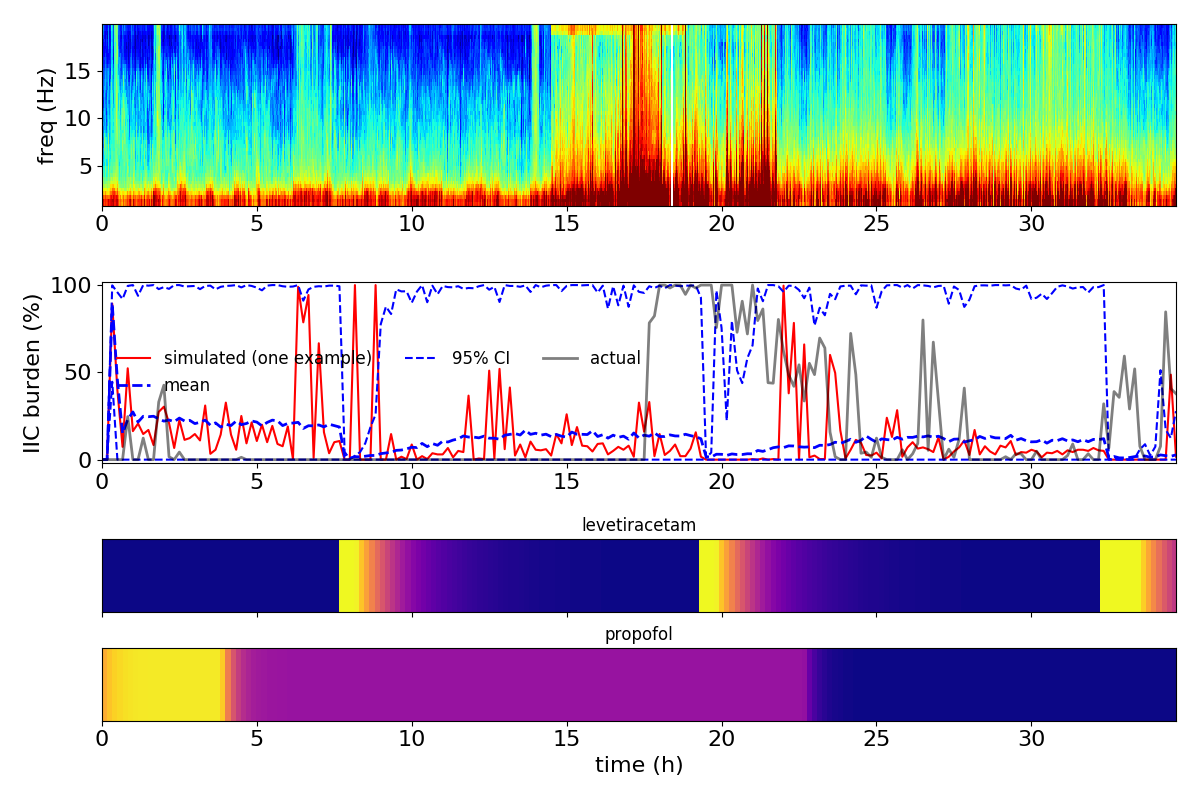 freq (Hz)
15
10
5
0 5 10 15 20 25 30
IIC burden (%)
100
50
0
simulated (one example) 95% CI actual
mean
0 5 10 15 20 25 30
levetiracetam
propofol
0 5 10 15 20 25 30
time (h)